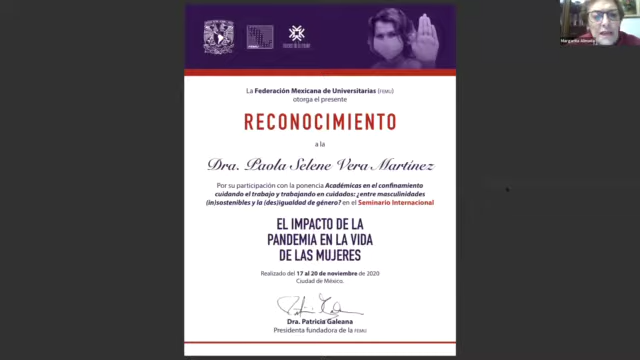 Margarita Almada
La Federación Mexicana de Universitarias (FEMU)
otorga el presente
RECONOCIMIENTO
a la
Dra. Paola Selene Vera Martínez
Por su participación con la ponencia Académicas en el confinamiento
cuidando el trabajo y trabajando en cuidados: ¿entre masculinidades
(in)sostenibles y la (des)igualdad de género? en el Seminario Internacional
EL IMPACTO DE LA
PANDEMIA EN LA VIDA
DE LAS MUJERES
Realizado del 17 al 20 de noviembre de 2020
Ciudad de México.
Dra. Patricia Galeana
Presidenta fundadora de la FEMU